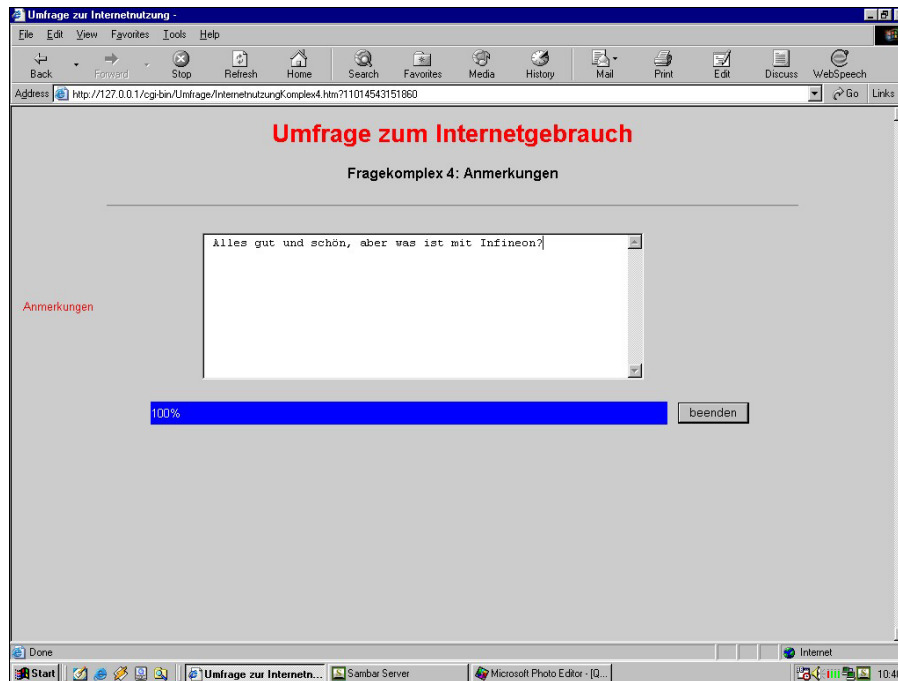 Umfrage zur Internetnutzung -
File Edit View Favorites Tools Help
Back Forward Stop Refresh Home Search Favorites Media History Mail Print Edit Discuss WebSpeech
Address http://127.0.0.1/cgi-bin/Umfrage/InternetnutzungKomplex4.htm?11014543151860 Go Links
Umfrage zum Internetgebrauch
Fragekomplex 4: Anmerkungen
Alles gut und schön, aber was ist mit Infineon?
Anmerkungen
100% beenden
Done Internet
Start Umfrage zur Internetn... Sambar Server Microsoft Photo Editor - [Q...